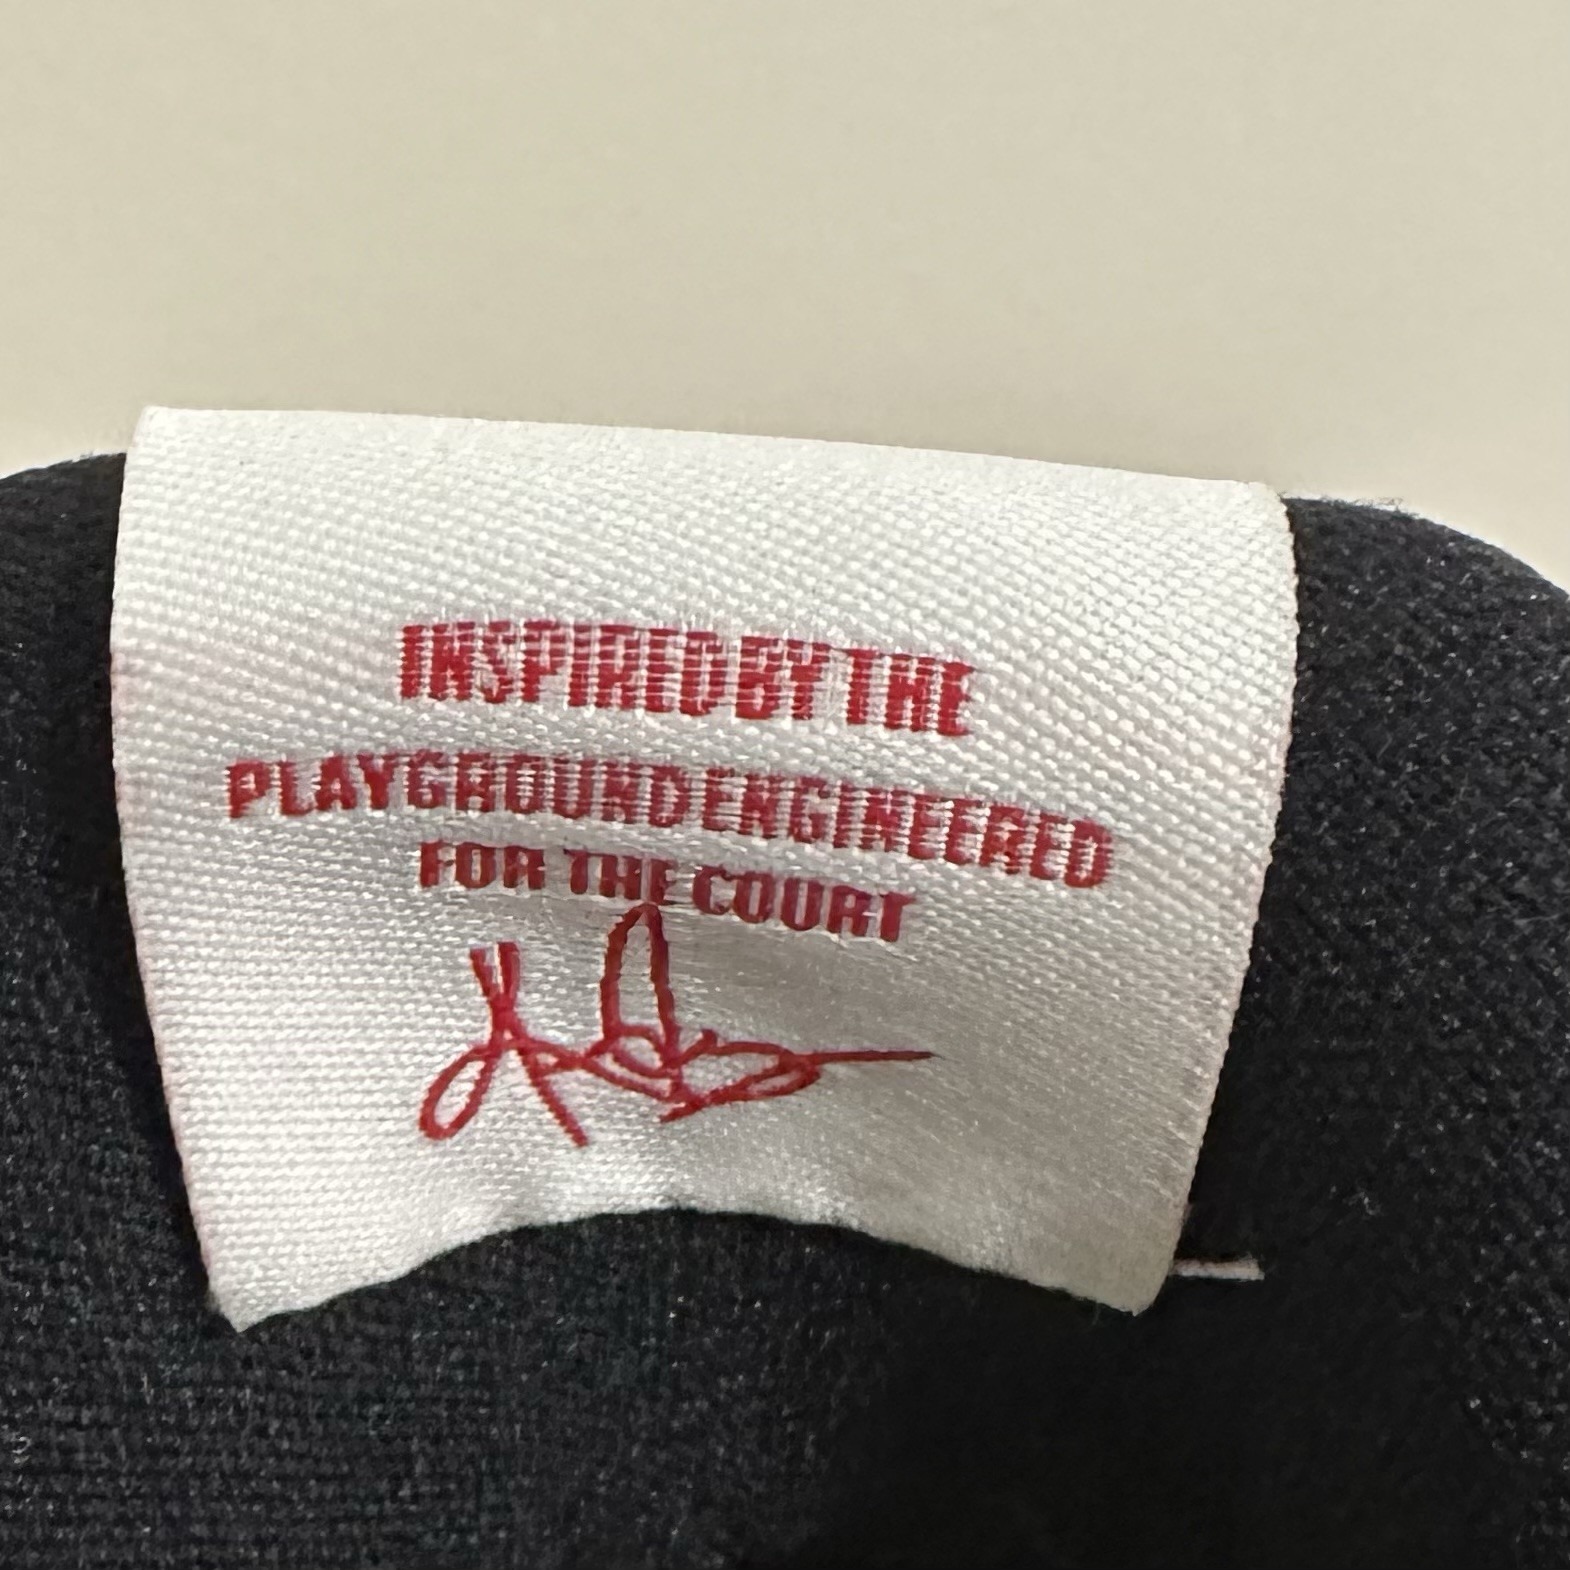 INSPIRED BY THE
PLAYGROUND ENGINEERED
FOR THE COURT